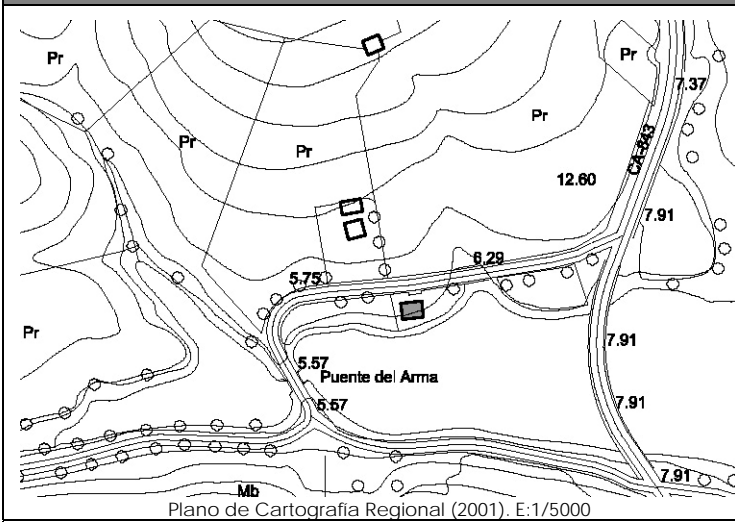 Pr
Pr
7.37
Pr
Pr
Pr
CA-843
12.60
7.91
6.29
5.75
Pr
7.91
5.57
Puente del Arma
5.57
7.91
7.91
Mb
Plano de Cartografía Regional (2001). E:1/5000